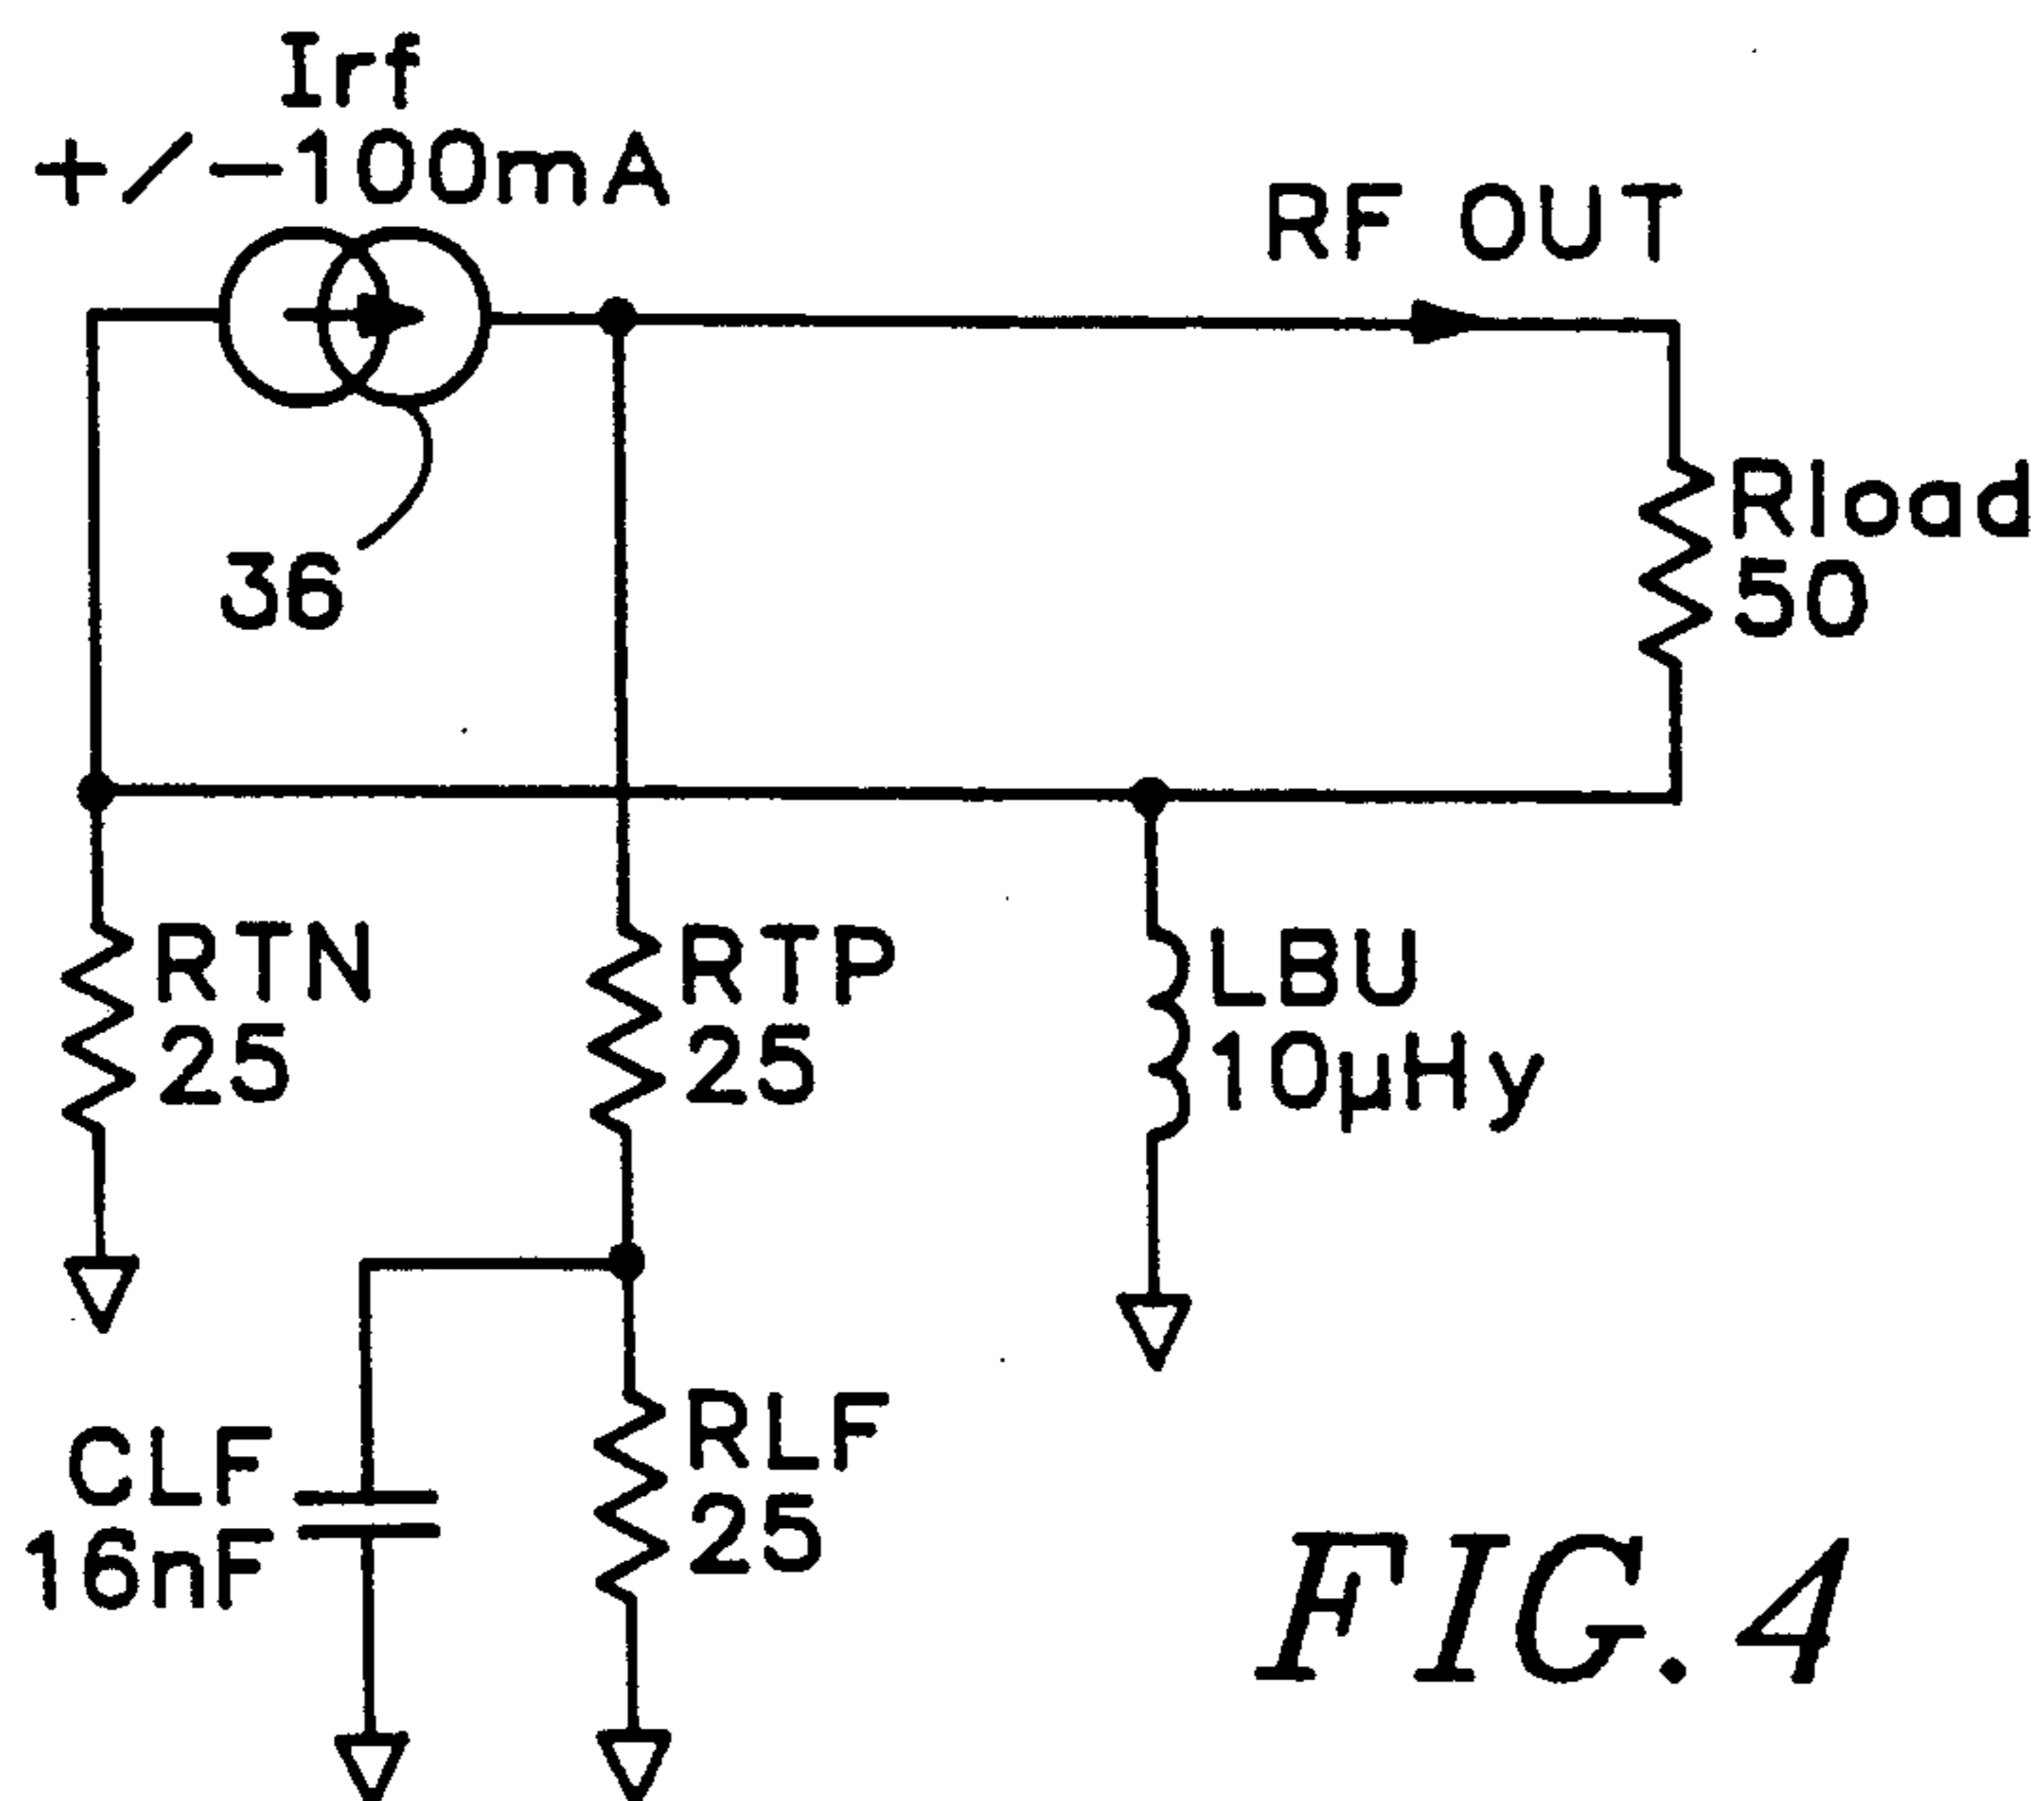 Irf
+/-100mA
RF OUT
36
Rload
50
RTN
25
RTP
25
LBU
10µHy
CLF
16nF
RLF
25
FIG. 4